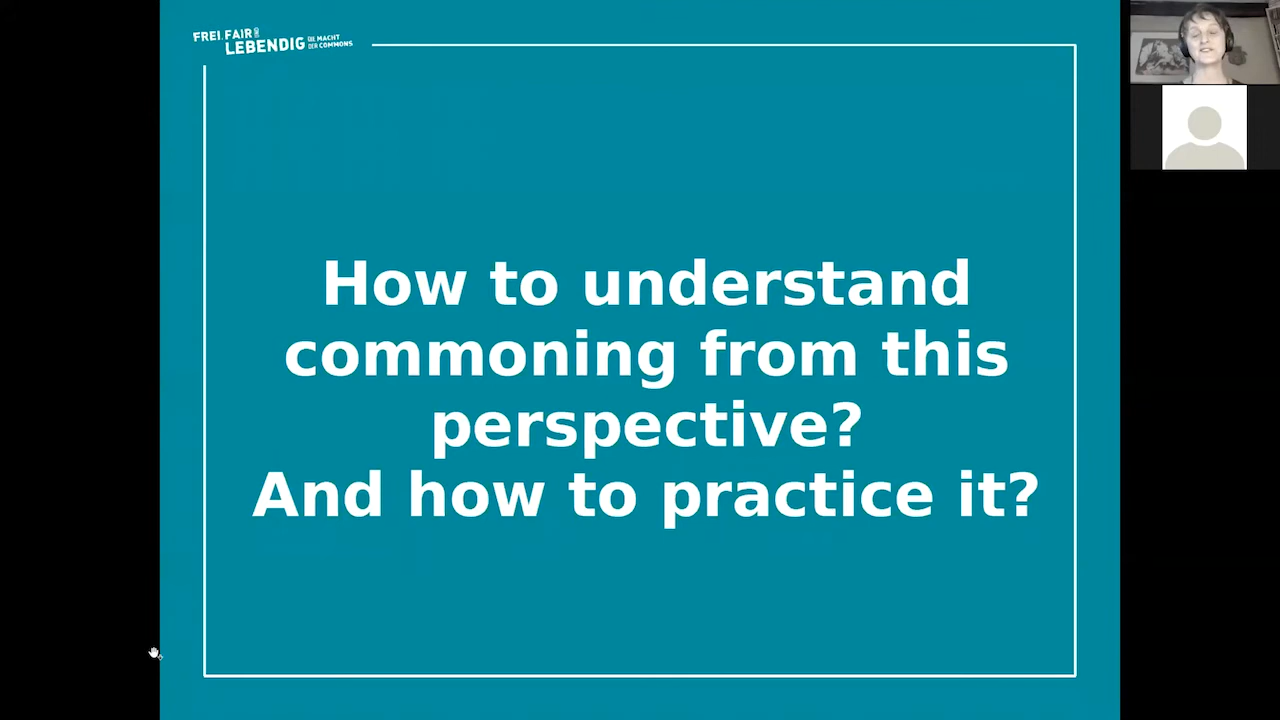 FREI FAIR UND
LEBENDIG DIE MACHT
DER COMMONS
How to understand
commoning from this
perspective?
And how to practice it?